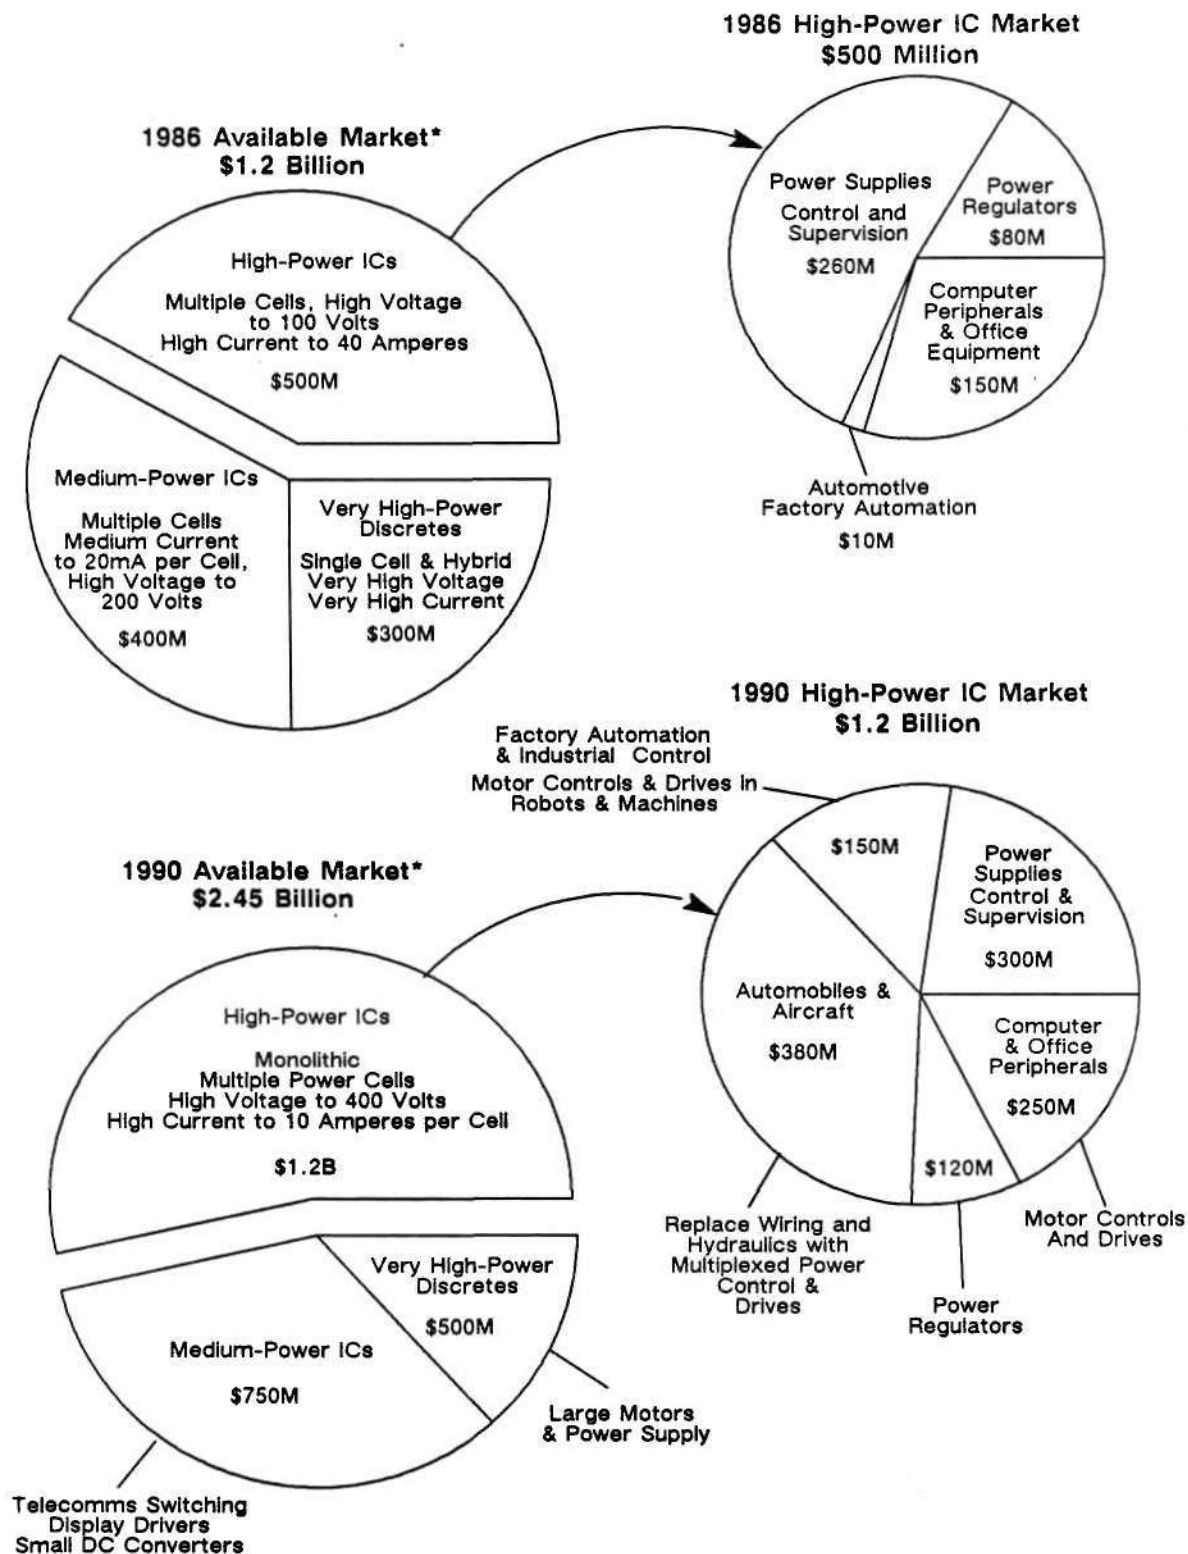 1986 High-Power IC Market
$500 Million
1986 Available Market*
$1.2 Billion
High-Power ICs
Multiple Cells, High Voltage
to 100 Volts
High Current to 40 Amperes
$500M
Medium-Power ICs
Multiple Cells
Medium Current
to 20mA per Cell,
High Voltage to
200 Volts
$400M
Very High-Power
Discretes
Single Cell & Hybrid
Very High Voltage
Very High Current
$300M
Power Supplies
Control and
Supervision
$260M
Power
Regulators
$80M
Computer
Peripherals
& Office
Equipment
$150M
Automotive
Factory Automation
$10M
1990 High-Power IC Market
$1.2 Billion
Factory Automation
& Industrial Control
Motor Controls & Drives in
Robots & Machines
$150M
Power
Supplies
Control &
Supervision
$300M
Automobiles &
Aircraft
$380M
Computer
& Office
Peripherals
$250M
$120M
Replace Wiring and
Hydraulics with
Multiplexed Power
Control &
Drives
Power
Regulators
Motor Controls
And Drives
1990 Available Market*
$2.45 Billion
High-Power ICs
Monolithic
Multiple Power Cells
High Voltage to 400 Volts
High Current to 10 Amperes per Cell
$1.2B
Very High-Power
Discretes
$500M
Medium-Power ICs
$750M
Large Motors
& Power Supply
Telecomms Switching
Display Drivers
Small DC Converters